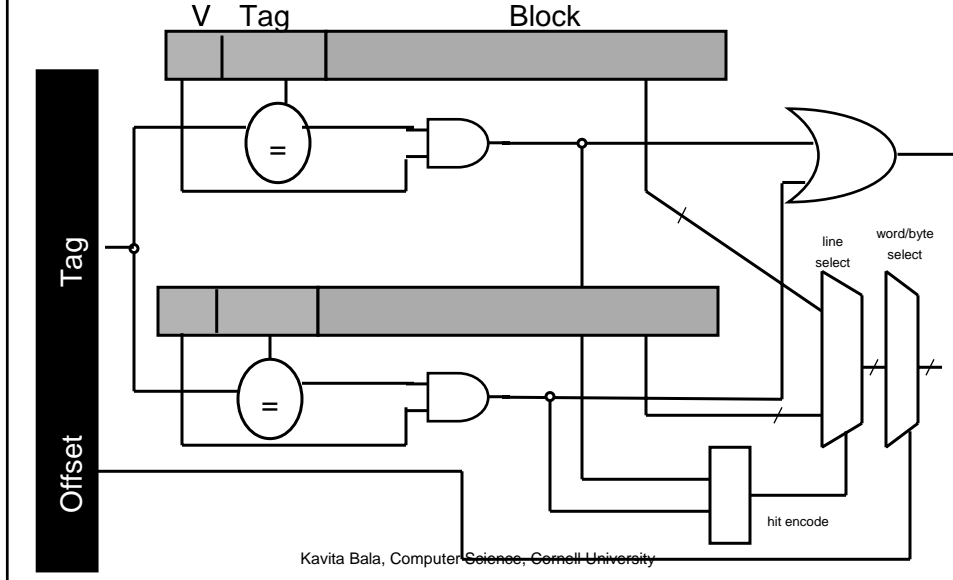 V Tag Block
=
Tag
line
select
word/byte
select
=
Offset
hit encode
Kavita Bala, Computer Science, Cornell University